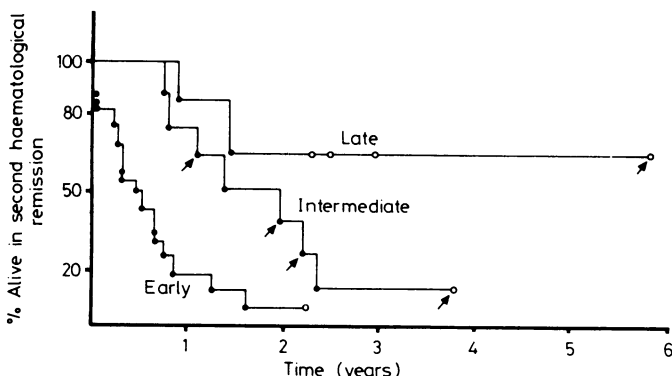 % Alive in second haematological
remission
100
80
50
20
Late
Intermediate
Early
1 2 3 4 5 6
Time (years)